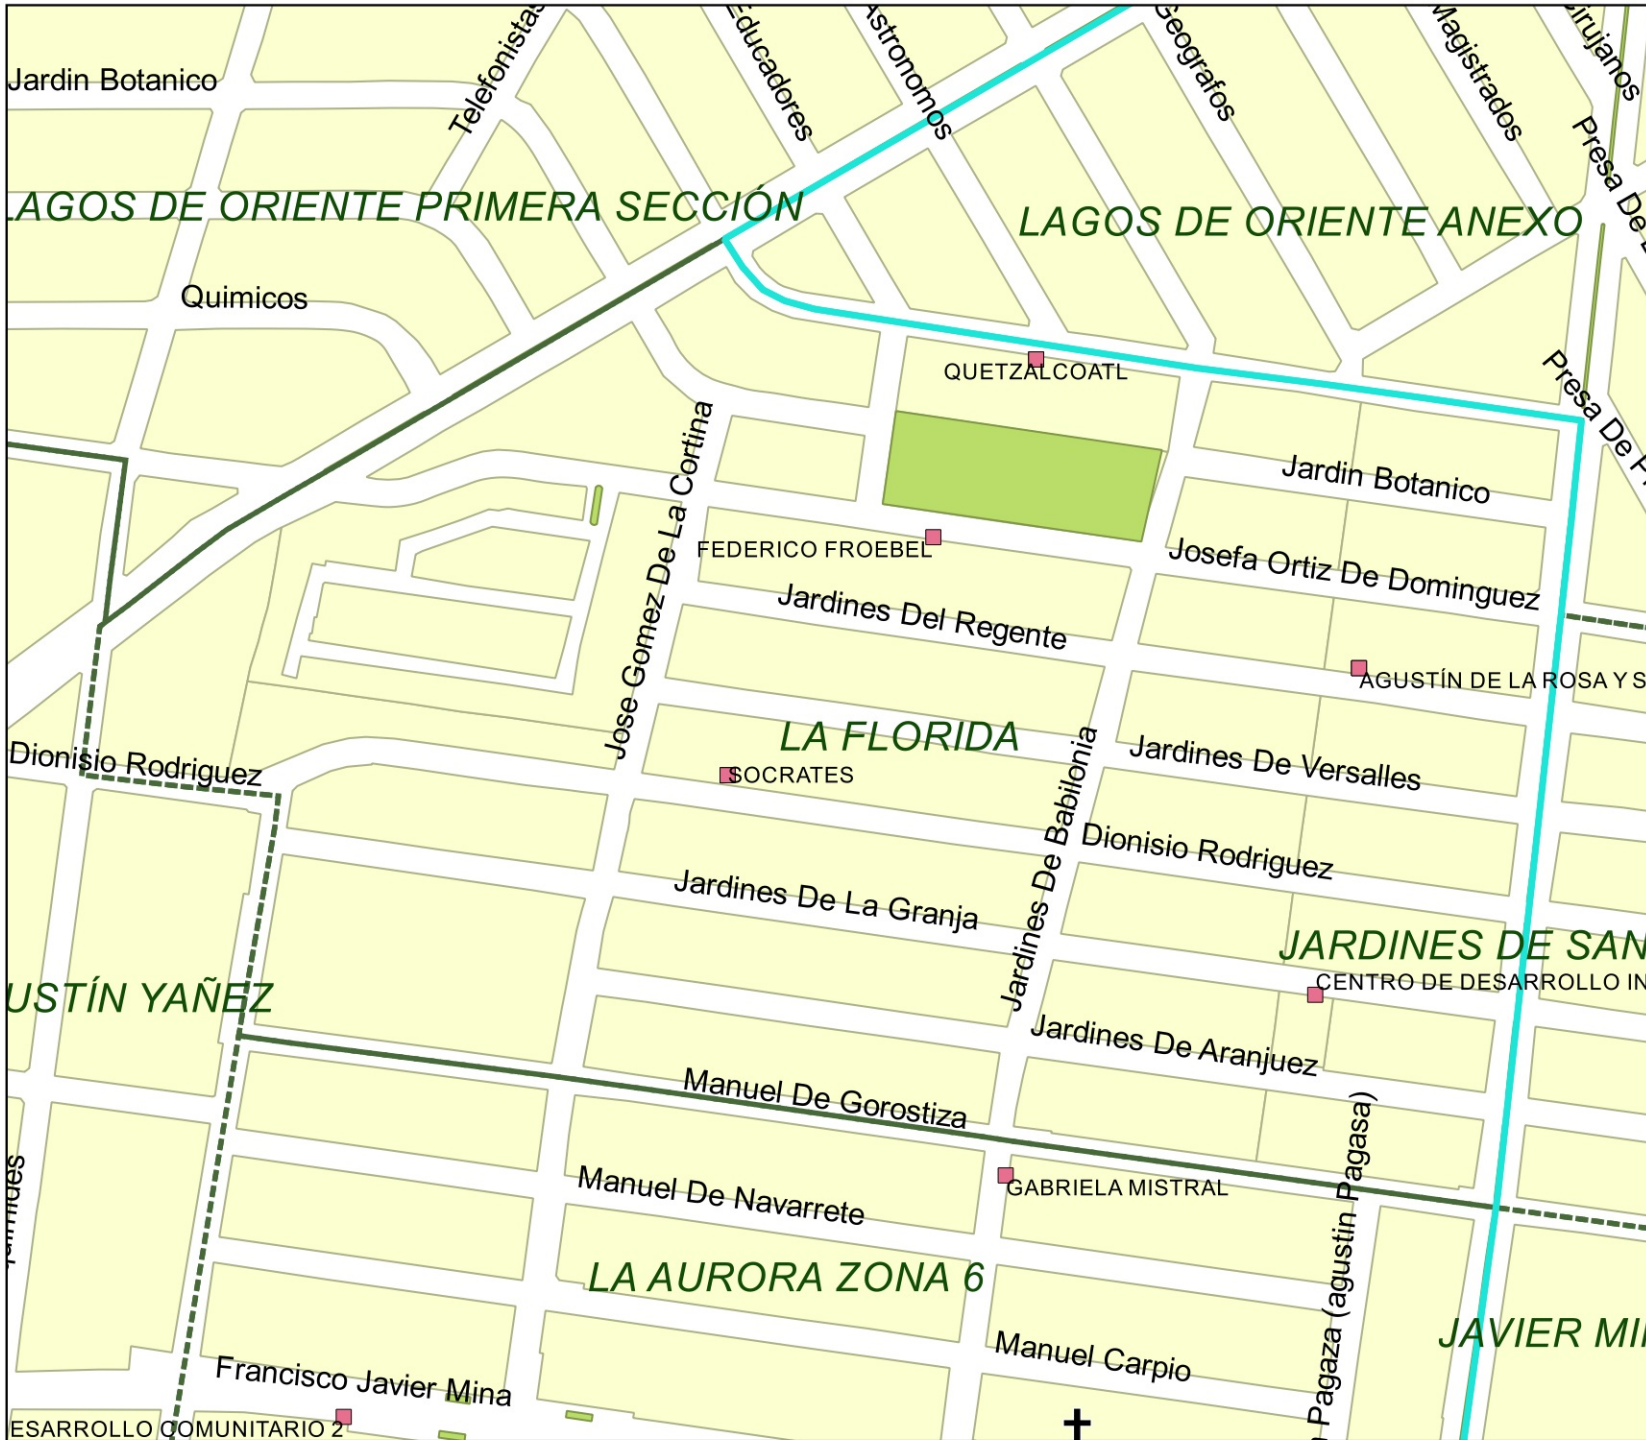 Telefonistas
Educadores
Astronomos
Geografos
Magistrados
Cirujanos
Jardin Botanico
Presa De
LAGOS DE ORIENTE PRIMERA SECCIÓN
LAGOS DE ORIENTE ANEXO
Quimicos
QUETZALCOATL
Presa De
Jose Gomez De La Cortina
Jardin Botanico
FEDERICO FROEBEL
Josefa Ortiz De Dominguez
Jardines Del Regente
AGUSTÍN DE LA ROSA Y S
LA FLORIDA
Jardines De Versalles
Dionisio Rodriguez
SOCRATES
Jardines De Babilonia
Dionisio Rodriguez
Jardines De La Granja
JARDINES DE SAN
CENTRO DE DESARROLLO IN
USTÍN YAÑEZ
Jardines De Aranjuez
Manuel De Gorostiza
Pagaza (agustin Pagasa)
GABRIELA MISTRAL
Manuel De Navarrete
LA AURORA ZONA 6
JAVIER MI
Manuel Carpio
Francisco Javier Mina
ESARROLLO COMUNITARIO 2